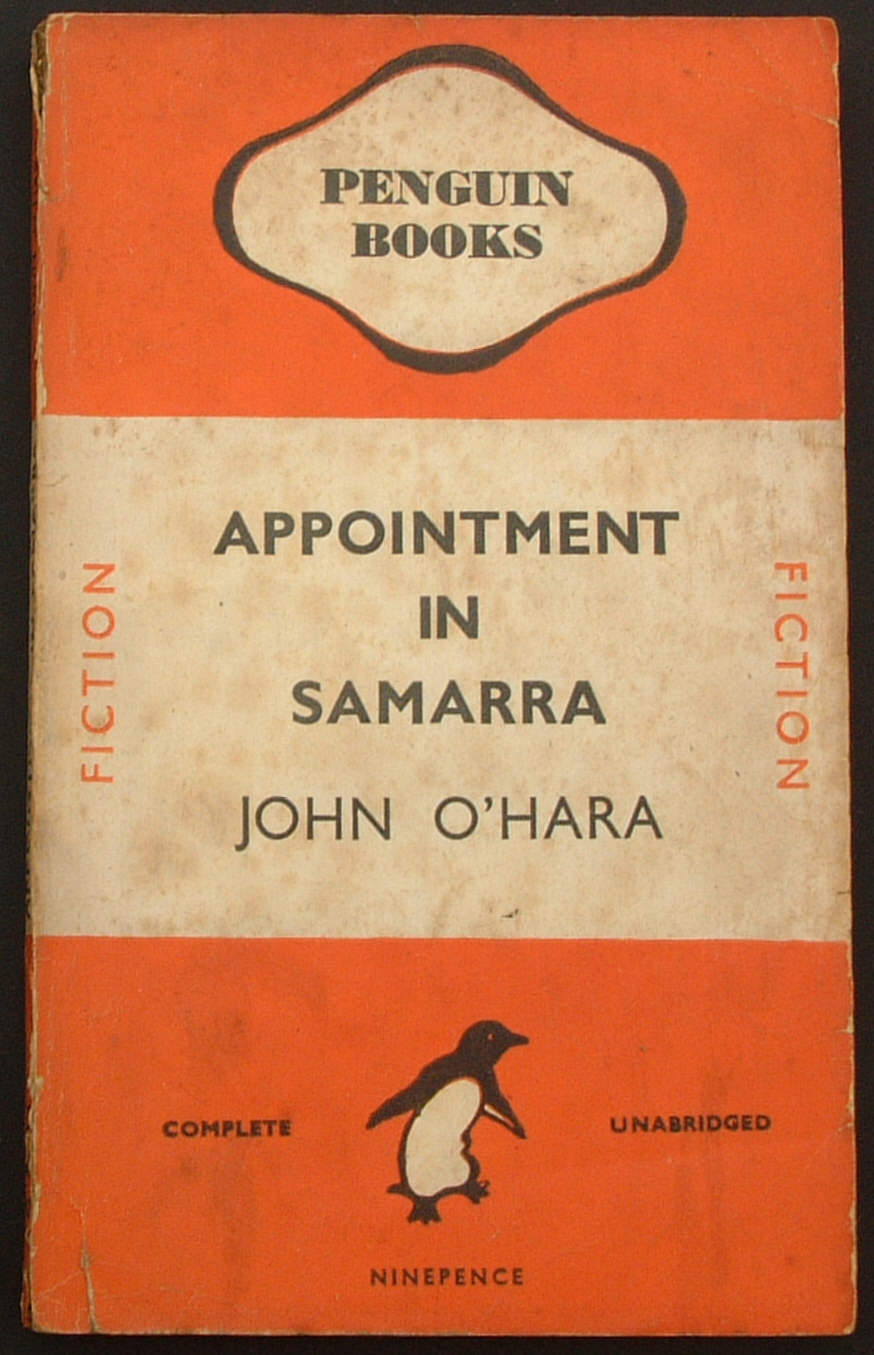 PENGUIN
BOOKS
APPOINTMENT
IN
SAMARRA
JOHN O'HARA
FICTION
FICTION
COMPLETE
UNABRIDGED
NINEPENCE